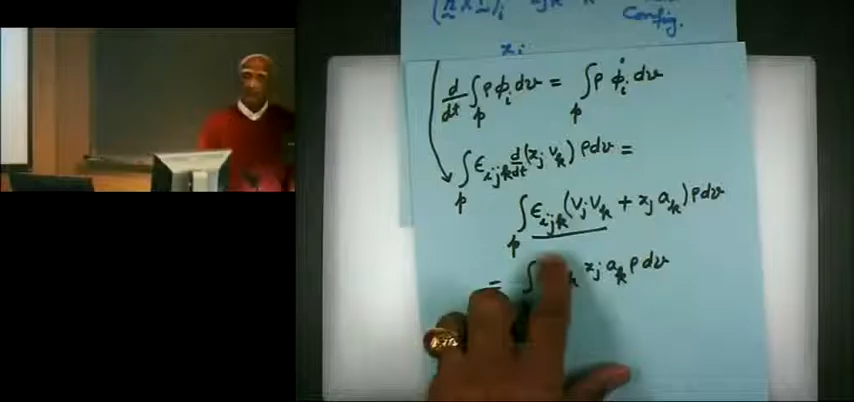 Config.
x_i
d/dt ∫_p ρ ϕ_i dv = ∫_p ρ ϕ̇_i dv
∫_p ϵ_ijk d/dt (x_j v_k) ρ dv =
∫_p ϵ_ijk (v_j v_k + x_j a_k) ρ dv
= ∫ x_j a_k ρ dv